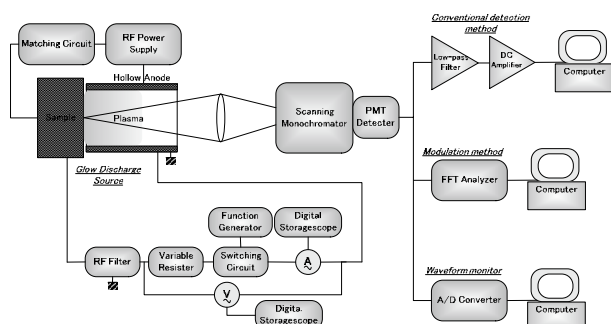 Matching Circuit
RF Power
Supply
Hollow Anode
Sample
Plasma
Glow Discharge
Source
Scanning
Monochromator
PMT
Detecter
Conventional detection
method
Low-pass
Filter
DC
Amplifier
Computer
Modulation method
FFT Analyzer
Computer
Waveform monitor
A/D Converter
Computer
Function
Generator
Digital
Storagescope
RF Filter
Variable
Resister
Switching
Circuit
A
~
V
~
Digita.
Storagescope